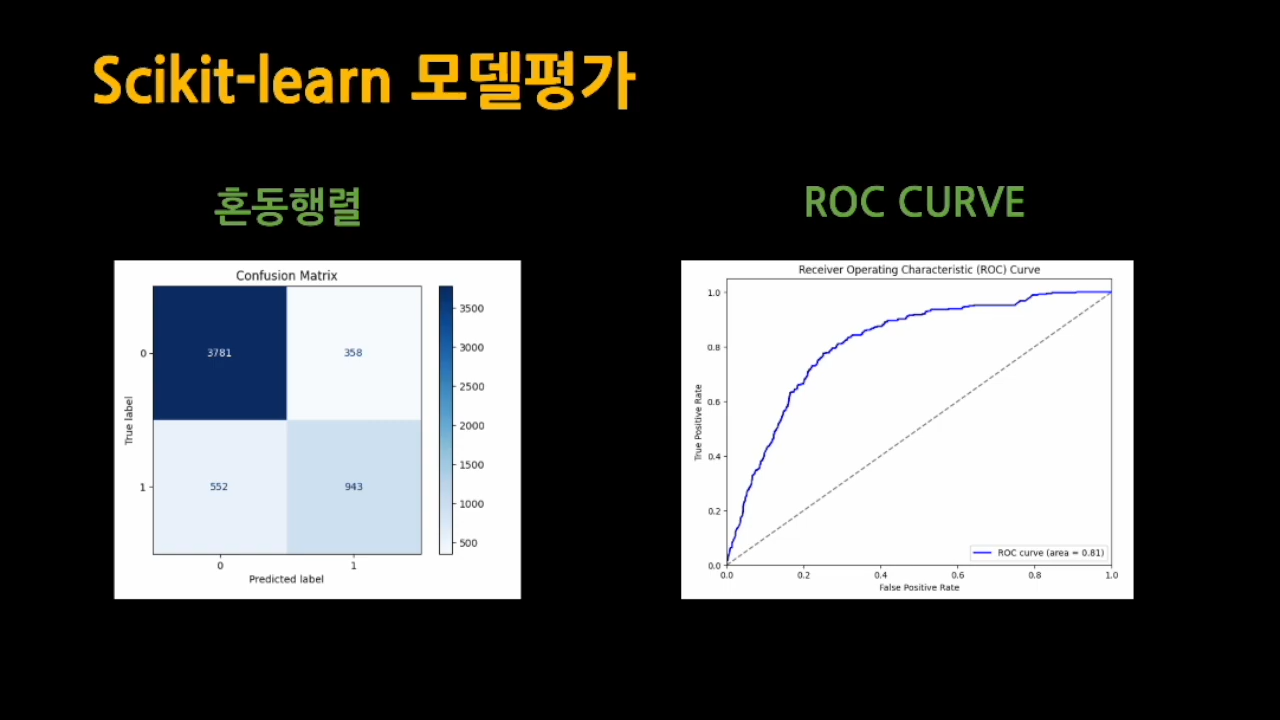 Scikit-learn 모델평가
혼동행렬
ROC CURVE
Confusion Matrix
3781
358
552
943
0
1
True label
0
1
Predicted label
3500
3000
2500
2000
1500
1000
500
Receiver Operating Characteristic (ROC) Curve
1.0
0.8
0.6
0.4
0.2
0.0
True Positive Rate
ROC curve (area = 0.81)
0.0
0.2
0.4
0.6
0.8
1.0
False Positive Rate